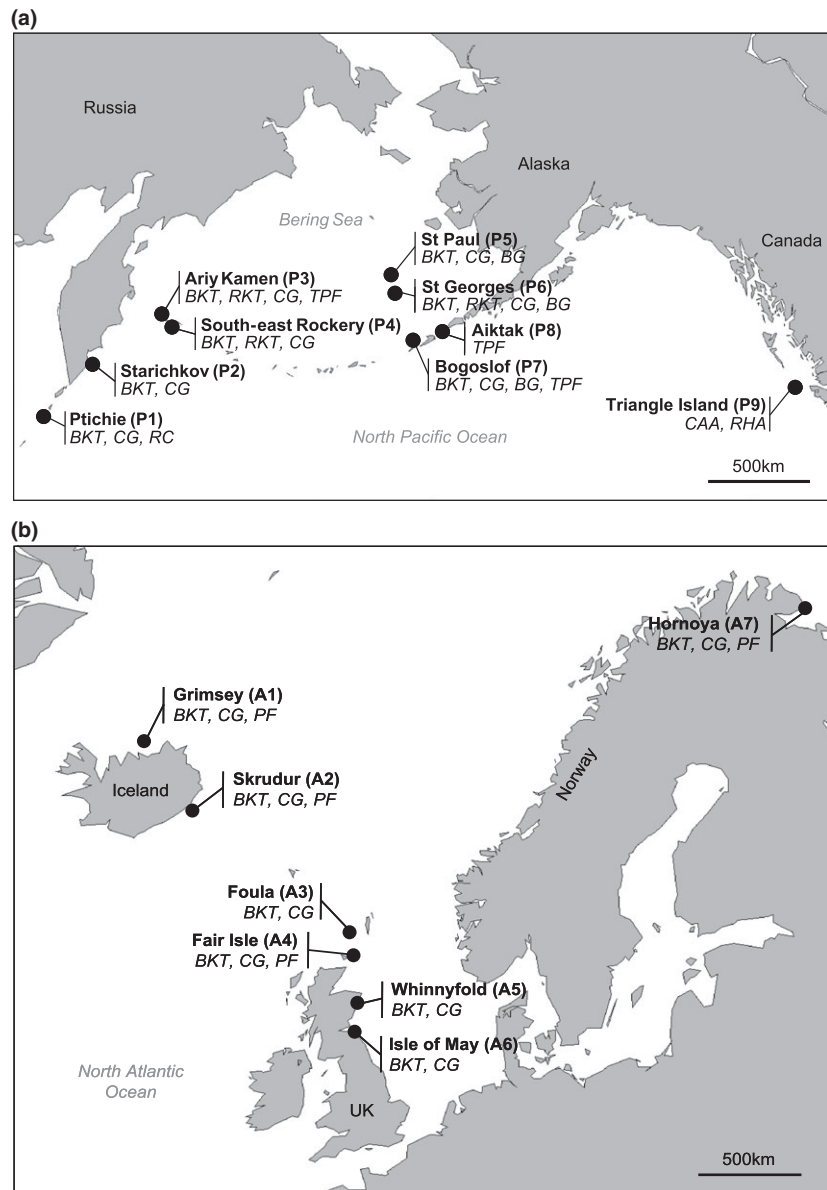 (a)
Russia
Alaska
Bering Sea
Canada
St Paul (P5)
BKT, CG, BG
Ariy Kamen (P3)
BKT, RKT, CG, TPF
St Georges (P6)
BKT, RKT, CG, BG
South-east Rockery (P4)
BKT, RKT, CG
Aiktak (P8)
TPF
Starichkov (P2)
BKT, CG
Bogoslof (P7)
BKT, CG, BG, TPF
Triangle Island (P9)
CAA, RHA
Ptichie (P1)
BKT, CG, RC
North Pacific Ocean
500km
(b)
Hornoya (A7)
BKT, CG, PF
Grimsey (A1)
BKT, CG, PF
Norway
Iceland
Skrudur (A2)
BKT, CG, PF
Foula (A3)
BKT, CG
Fair Isle (A4)
BKT, CG, PF
Whinnyfold (A5)
BKT, CG
Isle of May (A6)
BKT, CG
North Atlantic
Ocean
UK
500km